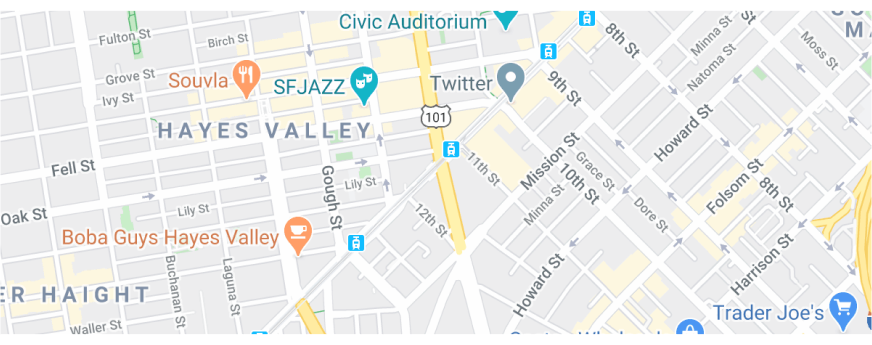 Civic Auditorium
Fulton St
Birch St
8th St
Minna St
Natoma St
Moss St
Grove St
Ivy St
Souvla
SFJAZZ
Twitter
9th St
101
HAYES VALLEY
Howard St
Fell St
Lily St
Gough St
11th St
Mission St
Grace St
10th St
Folsom St
8th St
Oak St
Lily St
12th St
Minna St
Dore St
Boba Guys Hayes Valley
Buchanan St
Laguna St
Howard St
Harrison St
ER HAIGHT
Waller St
Trader Joe's